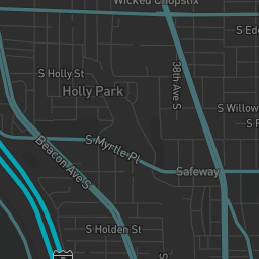 Wicked Chopstix
S Ede
S Holly St
38th Ave S
Holly Park
S Willow
S F
S Myrtle Pl
Beacon Ave S
Safeway
S Holden St
S